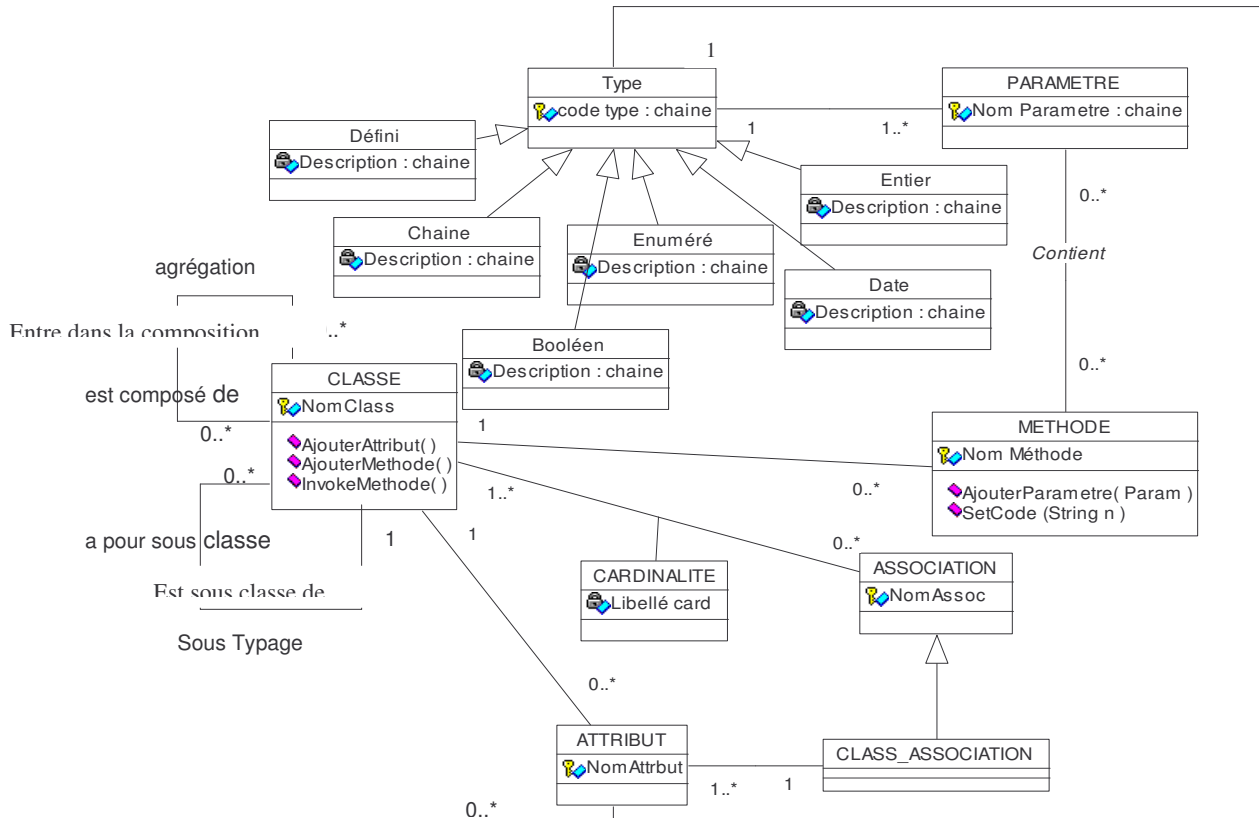 1
Type
code type : chaine
PARAMETRE
Nom Parametre : chaine
1
1..*
Défini
Description : chaine
Entier
Description : chaine
0..*
Chaine
Description : chaine
Enuméré
Description : chaine
Contient
agrégation
Date
Description : chaine
Entre dans la composition
..*
Booléen
Description : chaine
0..*
CLASSE
NomClass
AjouterAttribut( )
AjouterMethode( )
InvokeMethode( )
est composé de
0..*
0..*
1
METHODE
Nom Méthode
AjouterParametre( Param )
SetCode (String n )
1..*
0..*
a pour sous classe
1
1
0..*
Est sous classe de
Sous Typage
CARDINALITE
Libellé card
ASSOCIATION
NomAssoc
0..*
ATTRIBUT
NomAttrbut
CLASS_ASSOCIATION
1..*
1
0..*